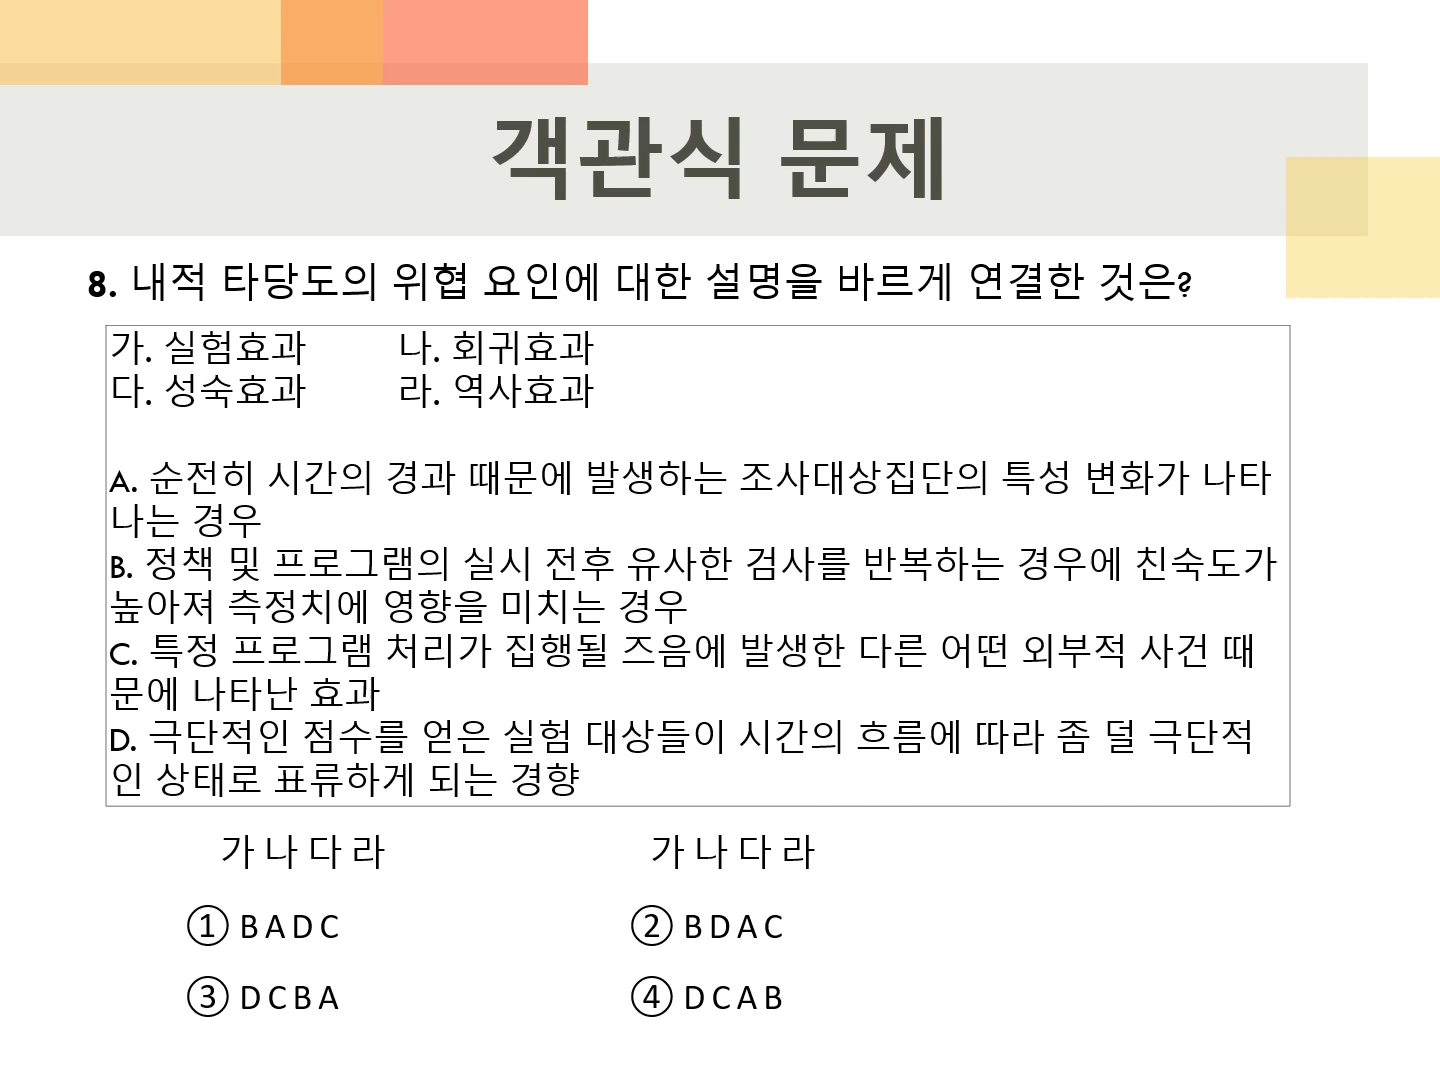 객관식 문제
8. 내적 타당도의 위협 요인에 대한 설명을 바르게 연결한 것은?
가. 실험효과 나. 회귀효과
다. 성숙효과 라. 역사효과
A. 순전히 시간의 경과 때문에 발생하는 조사대상집단의 특성 변화가 나타
나는 경우
B. 정책 및 프로그램의 실시 전후 유사한 검사를 반복하는 경우에 친숙도가
높아져 측정치에 영향을 미치는 경우
C. 특정 프로그램 처리가 집행될 즈음에 발생한 다른 어떤 외부적 사건 때
문에 나타난 효과
D. 극단적인 점수를 얻은 실험 대상들이 시간의 흐름에 따라 좀 덜 극단적
인 상태로 표류하게 되는 경향
가 나 다 라 가 나 다 라
① B A D C ② B D A C
③ D C B A ④ D C A B